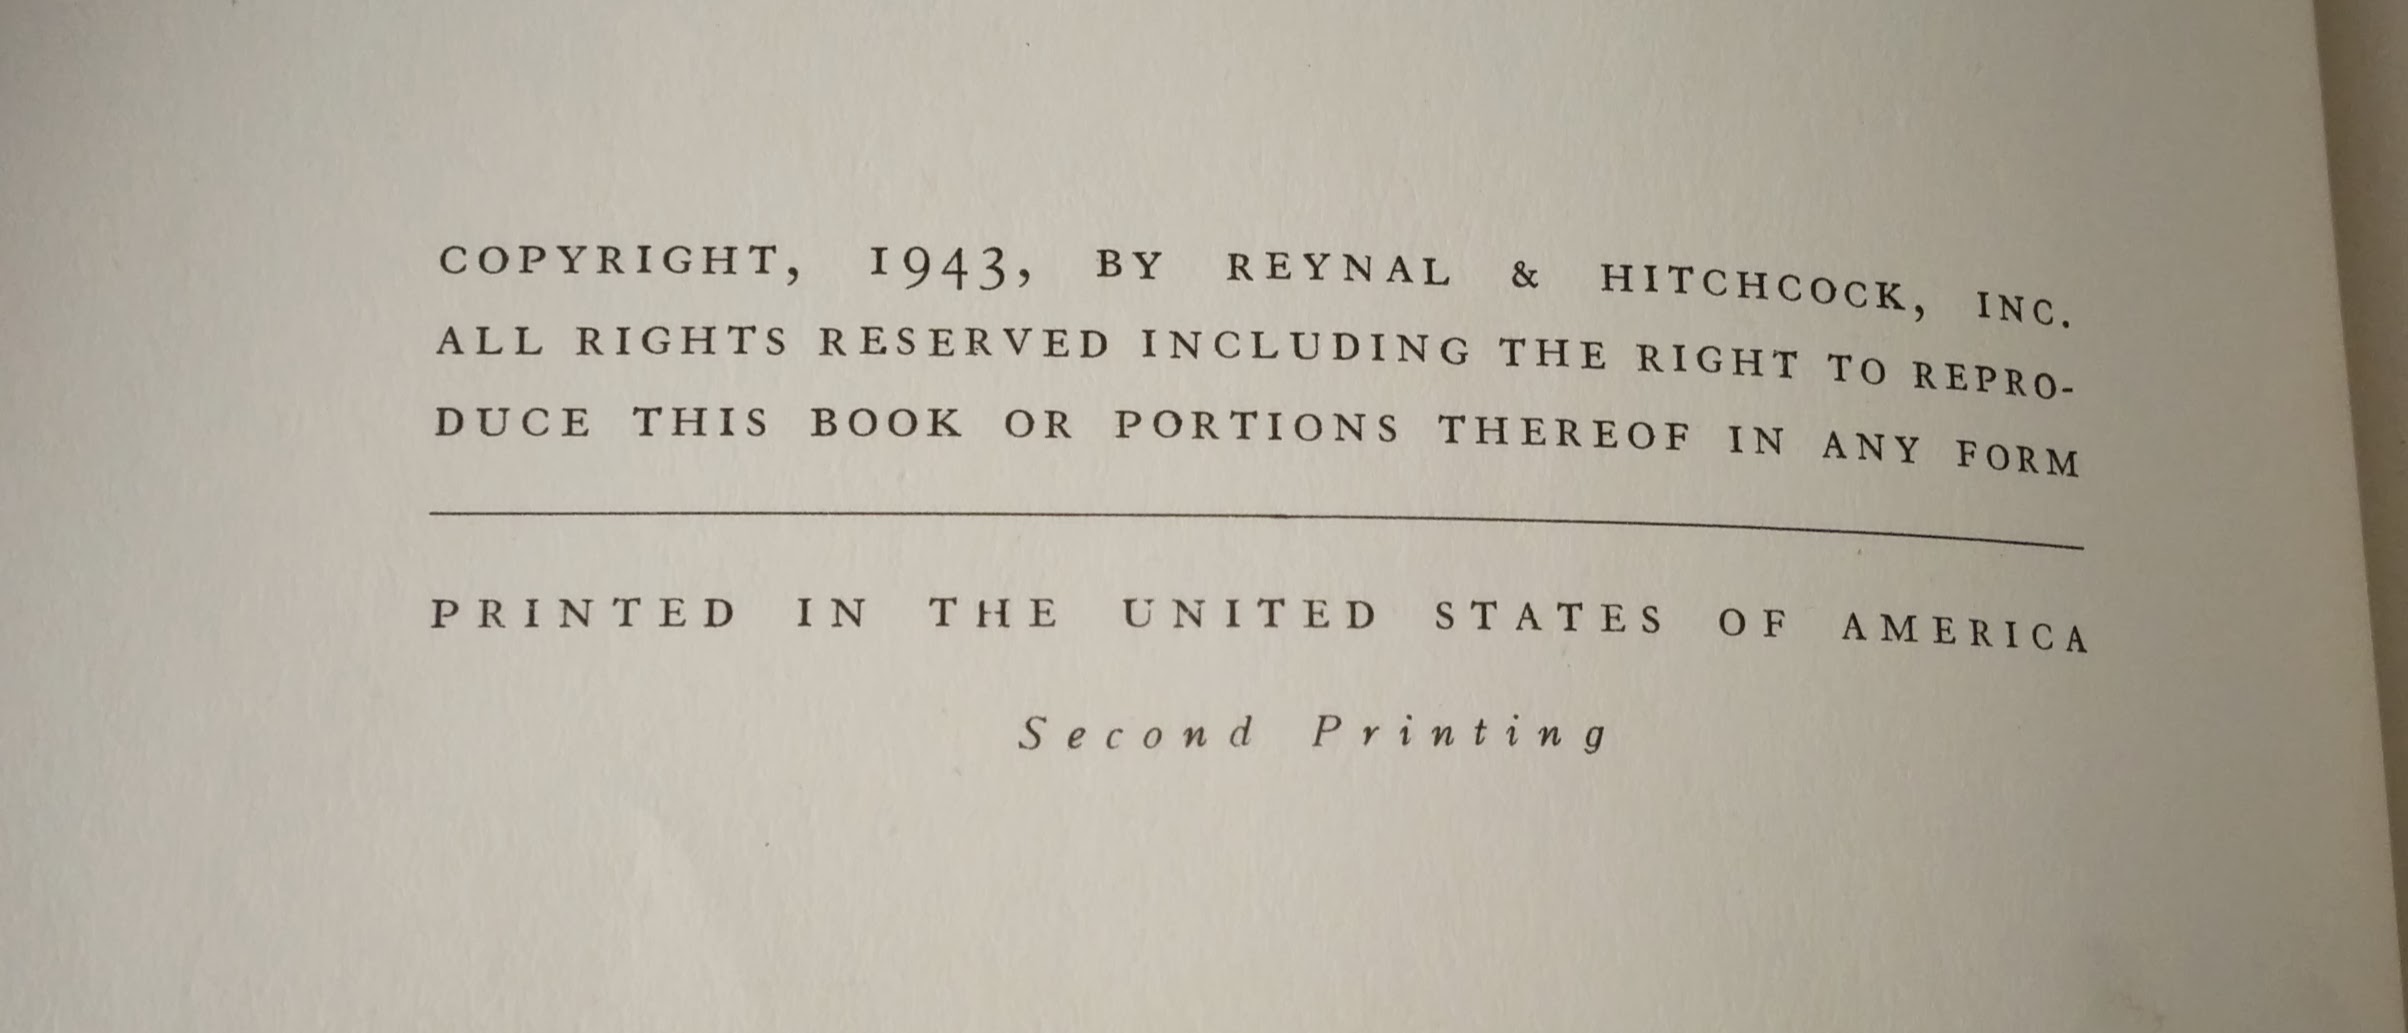 COPYRIGHT, 1943, BY REYNAL & HITCHCOCK, INC.
ALL RIGHTS RESERVED INCLUDING THE RIGHT TO REPRO-
DUCE THIS BOOK OR PORTIONS THEREOF IN ANY FORM
PRINTED IN THE UNITED STATES OF AMERICA
Second Printing